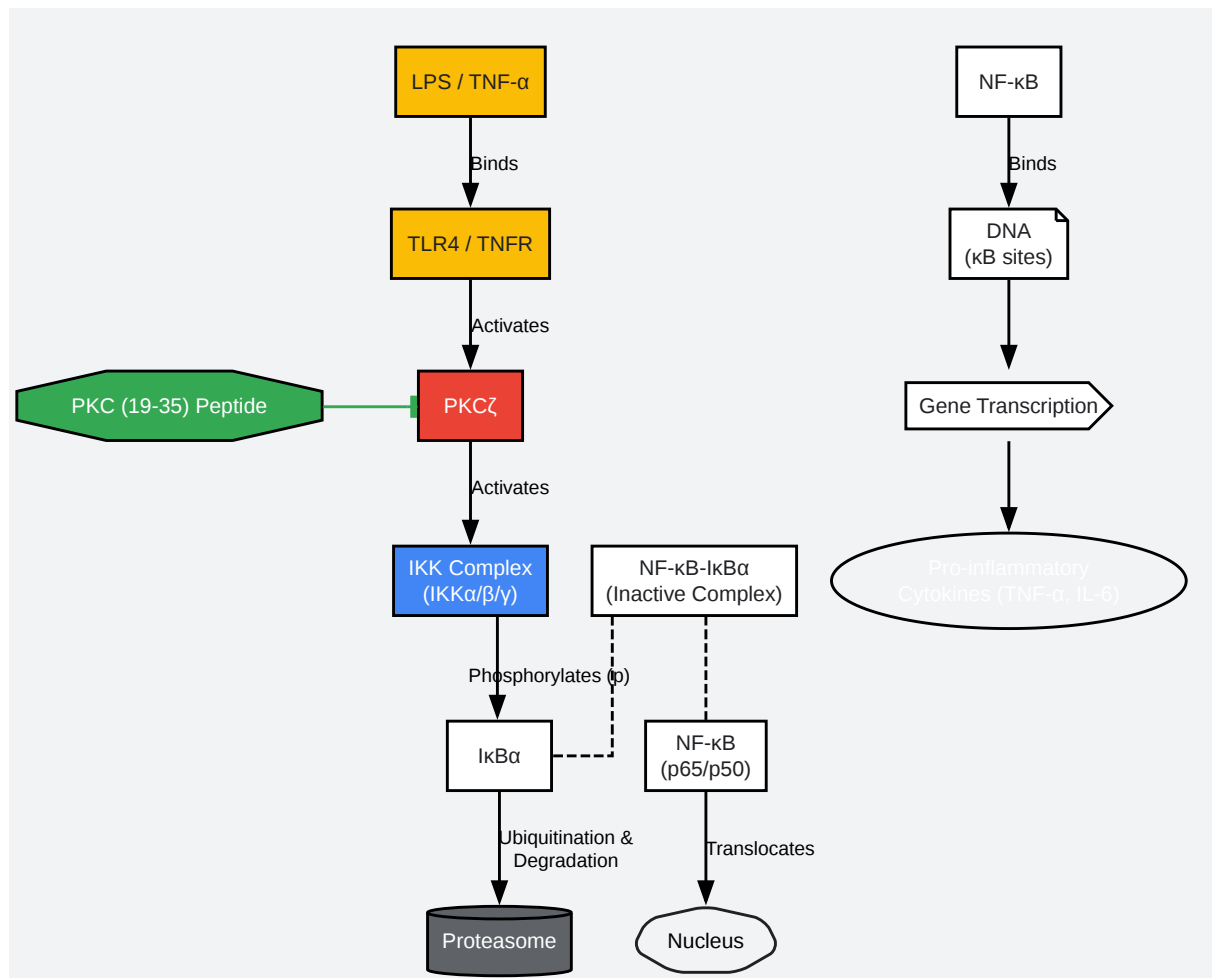 LPS / TNF-α
Binds
TLR4 / TNFR
Activates
PKC (19-35) Peptide
PKCζ
Activates
IKK Complex
(IKKα/β/γ)
NF-κB-IκBα
(Inactive Complex)
Phosphorylates (p)
IκBα
NF-κB
(p65/p50)
Ubiquitination &
Degradation
Translocates
Proteasome
Nucleus
NF-κB
Binds
DNA
(κB sites)
Gene Transcription
Pro-inflammatory
Cytokines (TNF-α, IL-6)